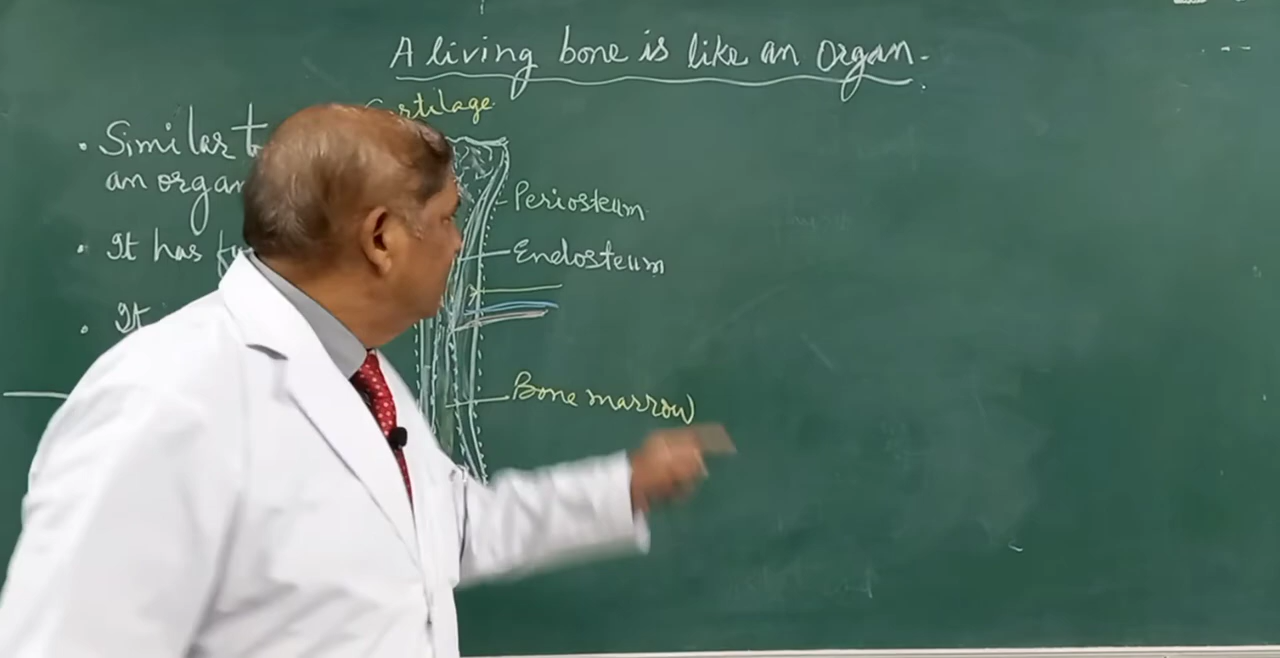 A living bone is like an organ.
Cartilage
• Similar
an organ
• It has
• It
Periosteum
Endosteum
Bone marrow